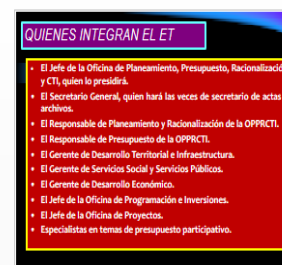 QUIENES INTEGRAN EL ET
• El Jefe de la Oficina de Planeamiento, Presupuesto,
y CTI, quien lo presidirá.
• El Secretario General, quien hará las veces de secretario de actas
archivos.
• El Responsable de Planeamiento y Racionalización de la OPPRCTI.
• El Responsable de Presupuesto de la OPPRCTI.
• El Gerente de Desarrollo Territorial e Infraestructura.
• El Gerente de Servicios Social y Servicios Públicos.
• El Gerente de Desarrollo Económico.
• El Jefe de la Oficina de Programación e Inversiones.
• El Jefe de la Oficina de Proyectos.
• Especialistas en temas de presupuesto participativo.